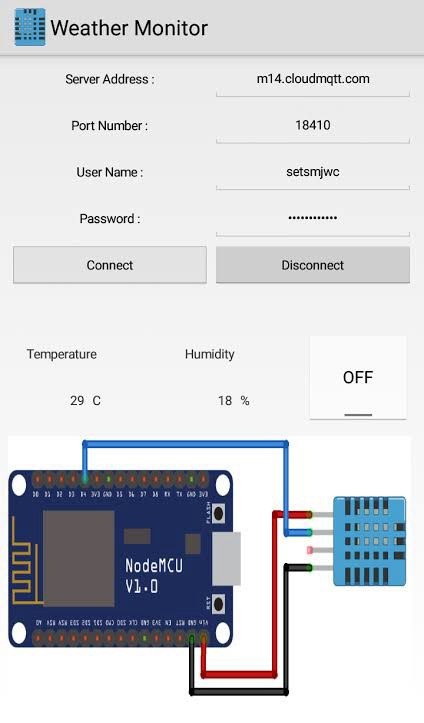 Weather Monitor
Server Address : m14.cloudmqtt.com
Port Number : 18410
User Name : setsmjwc
Password : ••••••••••••
Connect Disconnect
Temperature Humidity
OFF
29 C 18 %
D0 D1 D2 D3 D4 3V3 GND D5 D6 D7 D8 RX TX GND 3V3
FLASH
NodeMCU
V1.0
RST
A0 RSV RSV SD3 SD2 SD1 CMD SD0 CLK GND 3V3 EN RST GND Vin